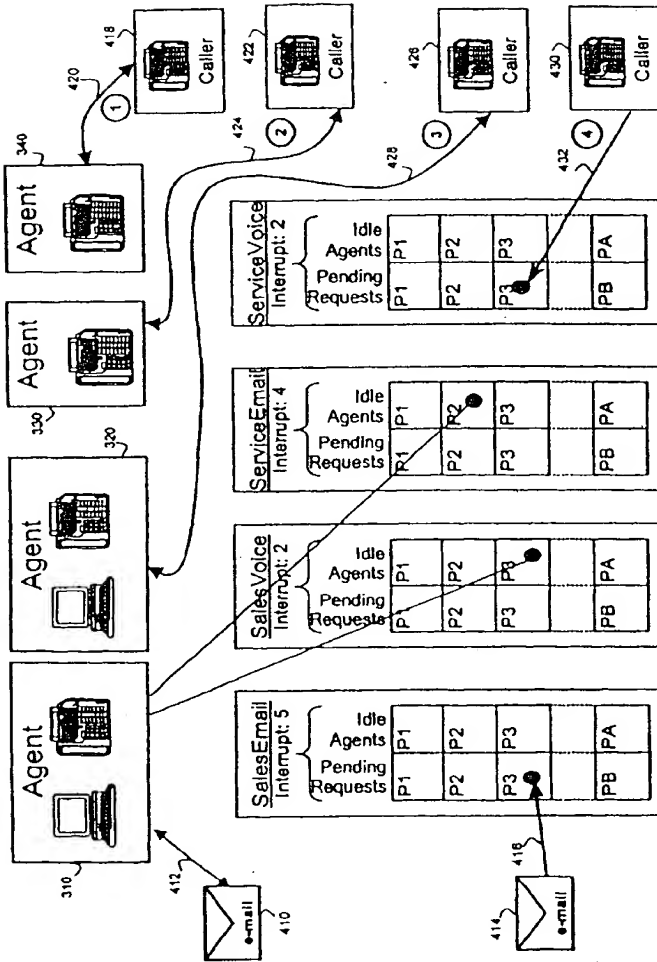 310
Agent
320
Agent
330
Agent
340
Agent
418
420
1
Caller
412
e-mail
410
422
424
2
Caller
426
428
3
Caller
430
432
4
Caller
414
e-mail
416
SalesEmail
Interrupt: 5
Pending Requests
Idle Agents
P1 P1
P2 P2
P3 P3
PB PA
SalesVoice
Interrupt: 2
Pending Requests
Idle Agents
P1 P1
P2 P2
P3 P3
PB PA
ServiceEmail
Interrupt: 4
Pending Requests
Idle Agents
P1 P1
P2 P2
P3 P3
PB PA
ServiceVoice
Interrupt: 2
Pending Requests
Idle Agents
P1 P1
P2 P2
P3 P3
PB PA